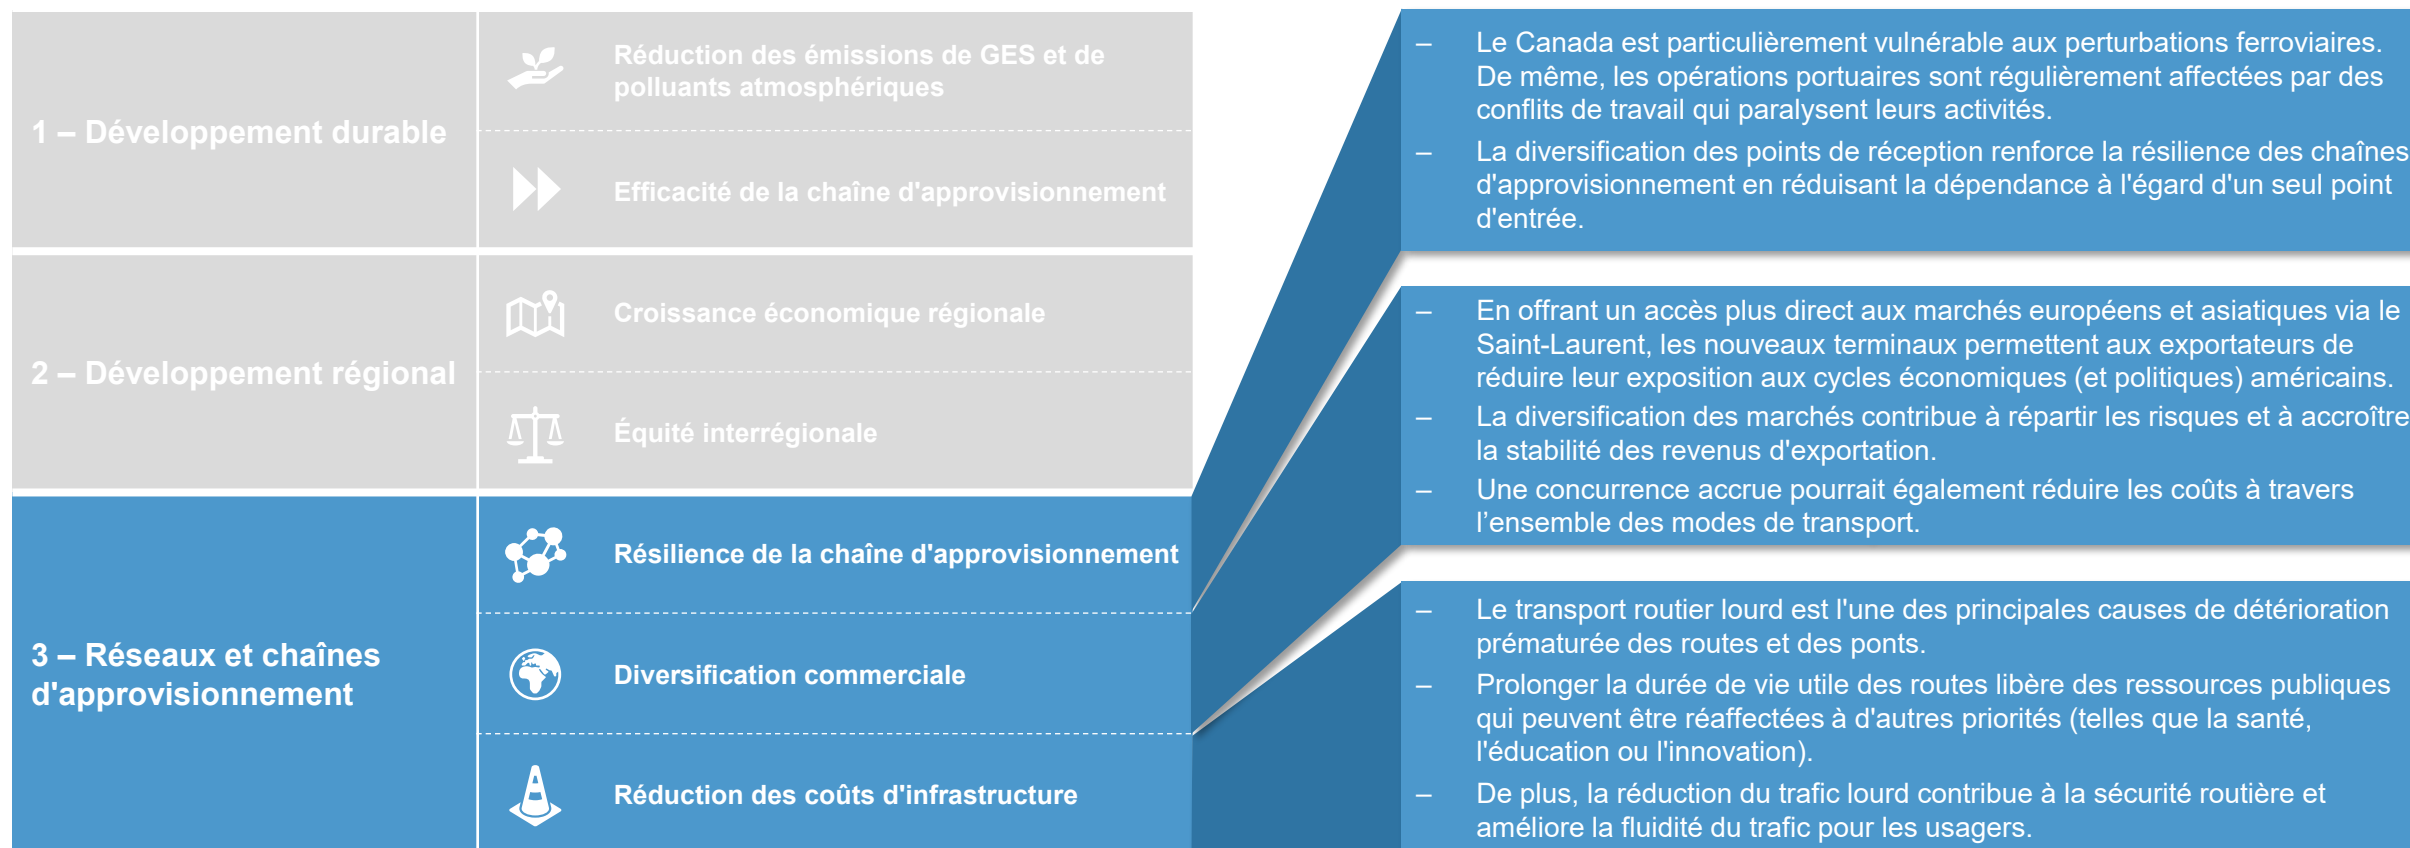 1 – Développement durable
Réduction des émissions de GES et de
polluants atmosphériques
Efficacité de la chaîne d'approvisionnement
2 – Développement régional
Croissance économique régionale
Équité interrégionale
3 – Réseaux et chaînes
d'approvisionnement
Résilience de la chaîne d'approvisionnement
Diversification commerciale
Réduction des coûts d'infrastructure
– Le Canada est particulièrement vulnérable aux perturbations ferroviaires.
De même, les opérations portuaires sont régulièrement affectées par des
conflits de travail qui paralysent leurs activités.
– La diversification des points de réception renforce la résilience des chaînes
d'approvisionnement en réduisant la dépendance à l'égard d'un seul point
d'entrée.
– En offrant un accès plus direct aux marchés européens et asiatiques via le
Saint-Laurent, les nouveaux terminaux permettent aux exportateurs de
réduire leur exposition aux cycles économiques (et politiques) américains.
– La diversification des marchés contribue à répartir les risques et à accroître
la stabilité des revenus d'exportation.
– Une concurrence accrue pourrait également réduire les coûts à travers
l’ensemble des modes de transport.
– Le transport routier lourd est l'une des principales causes de détérioration
prématurée des routes et des ponts.
– Prolonger la durée de vie utile des routes libère des ressources publiques
qui peuvent être réaffectées à d'autres priorités (telles que la santé,
l'éducation ou l'innovation).
– De plus, la réduction du trafic lourd contribue à la sécurité routière et
améliore la fluidité du trafic pour les usagers.